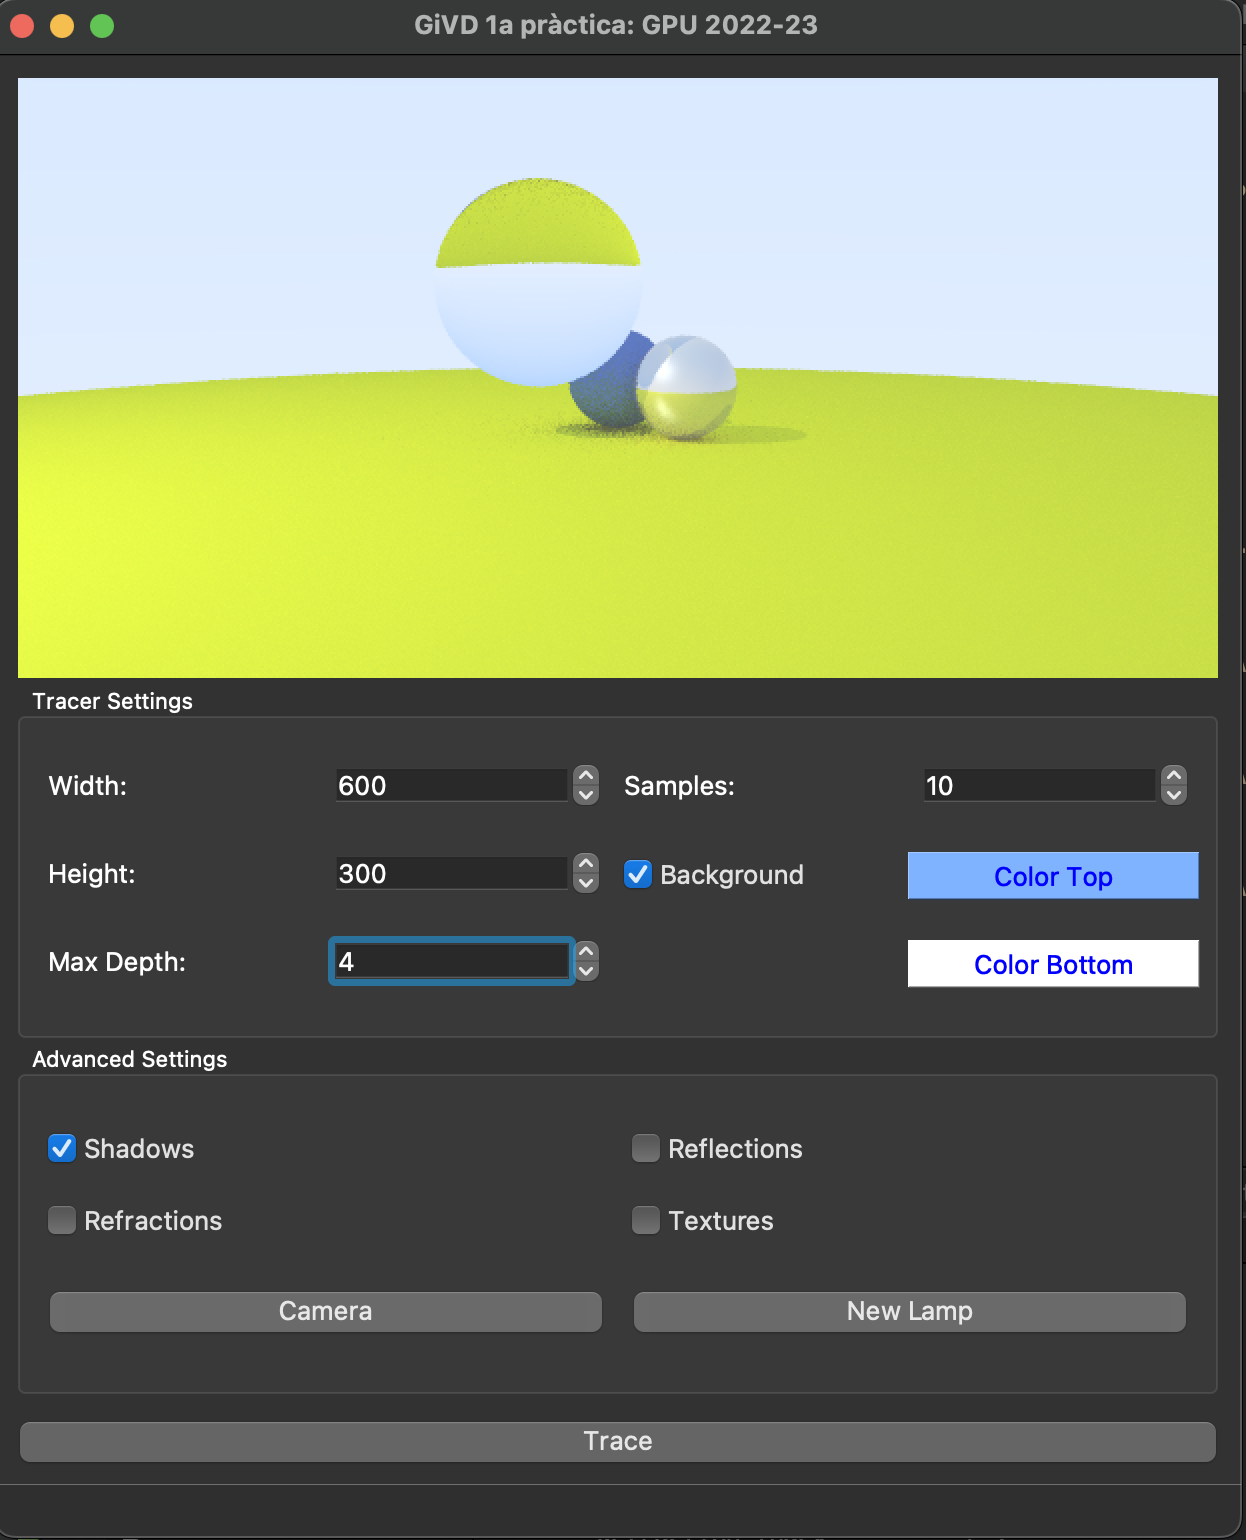 GiVD 1a pràctica: GPU 2022-23
Tracer Settings
Width: 600 Samples: 10
Height: 300 Background Color Top
Max Depth: 4 Color Bottom
Advanced Settings
Shadows Reflections
Refractions Textures
Camera New Lamp
Trace